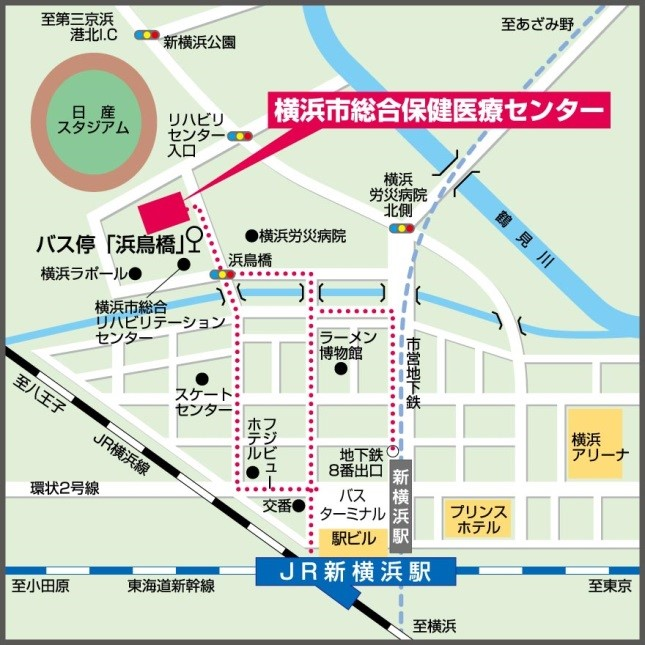 至第三京浜
港北I.C
新横浜公園
至あざみ野
日 産
スタジアム
リハビリ
センター
入口
横浜市総合保健医療センター
横浜
労災病院
北側
鶴見川
バス停「浜鳥橋」
横浜労災病院
浜鳥橋
横浜ラポール
横浜市総合
リハビリテーション
センター
ラーメン
博物館
市営地下鉄
至八王子
スケート
センター
JR横浜線
フジビュー
ホテル
地下鉄
8番出口
新横浜駅
横浜
アリーナ
環状2号線
交番
バス
ターミナル
プリンス
ホテル
駅ビル
JR新横浜駅
至小田原
東海道新幹線
至東京
至横浜